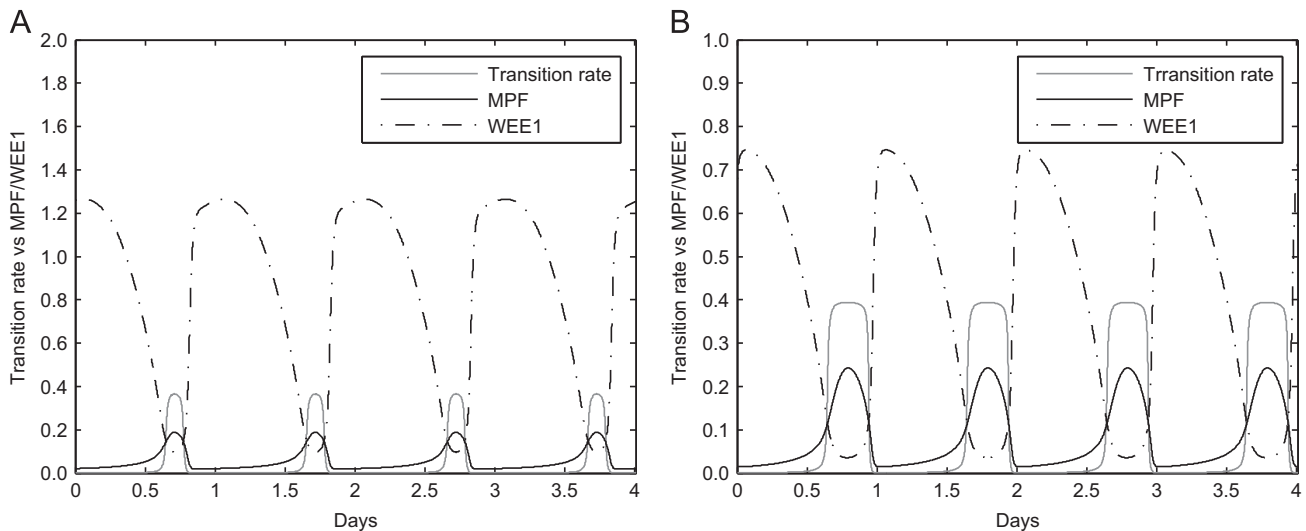 A
Transition rate vs MPF/WEE1
2.0
1.8
1.6
1.4
1.2
1.0
0.8
0.6
0.4
0.2
0.0
Transition rate
MPF
WEE1
0 0.5 1 1.5 2 2.5 3 3.5 4
Days
B
Transition rate vs MPF/WEE1
1.0
0.9
0.8
0.7
0.6
0.5
0.4
0.3
0.2
0.1
0.0
Trransition rate
MPF
WEE1
0 0.5 1 1.5 2 2.5 3 3.5 4
Days